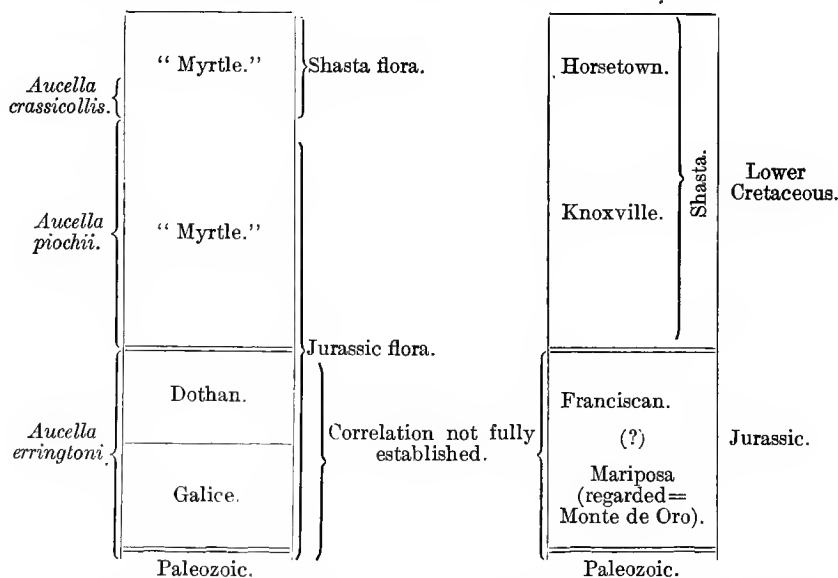 "Myrtle."
Shasta flora.
Aucella
crassicollis.
Aucella
piochii.
"Myrtle."
Jurassic flora.
Dothan.
Aucella
erringtoni.
Galice.
Correlation not fully
established.
Paleozoic.
Horsetown.
Knoxville.
Shasta.
Lower
Cretaceous.
Franciscan.
(?)
Mariposa
(regarded=
Monte de Oro).
Jurassic.
Paleozoic.